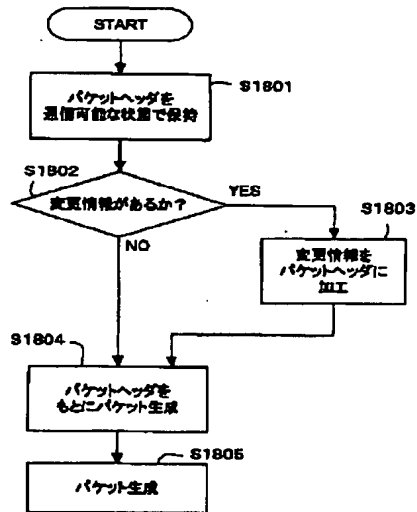 START
パケットヘッダを
通信可能な状態で保持
S1801
S1802
変更情報があるか？
YES
NO
S1803
変更情報を
パケットヘッダに
加工
S1804
パケットヘッダを
もとにパケット生成
S1805
パケット生成